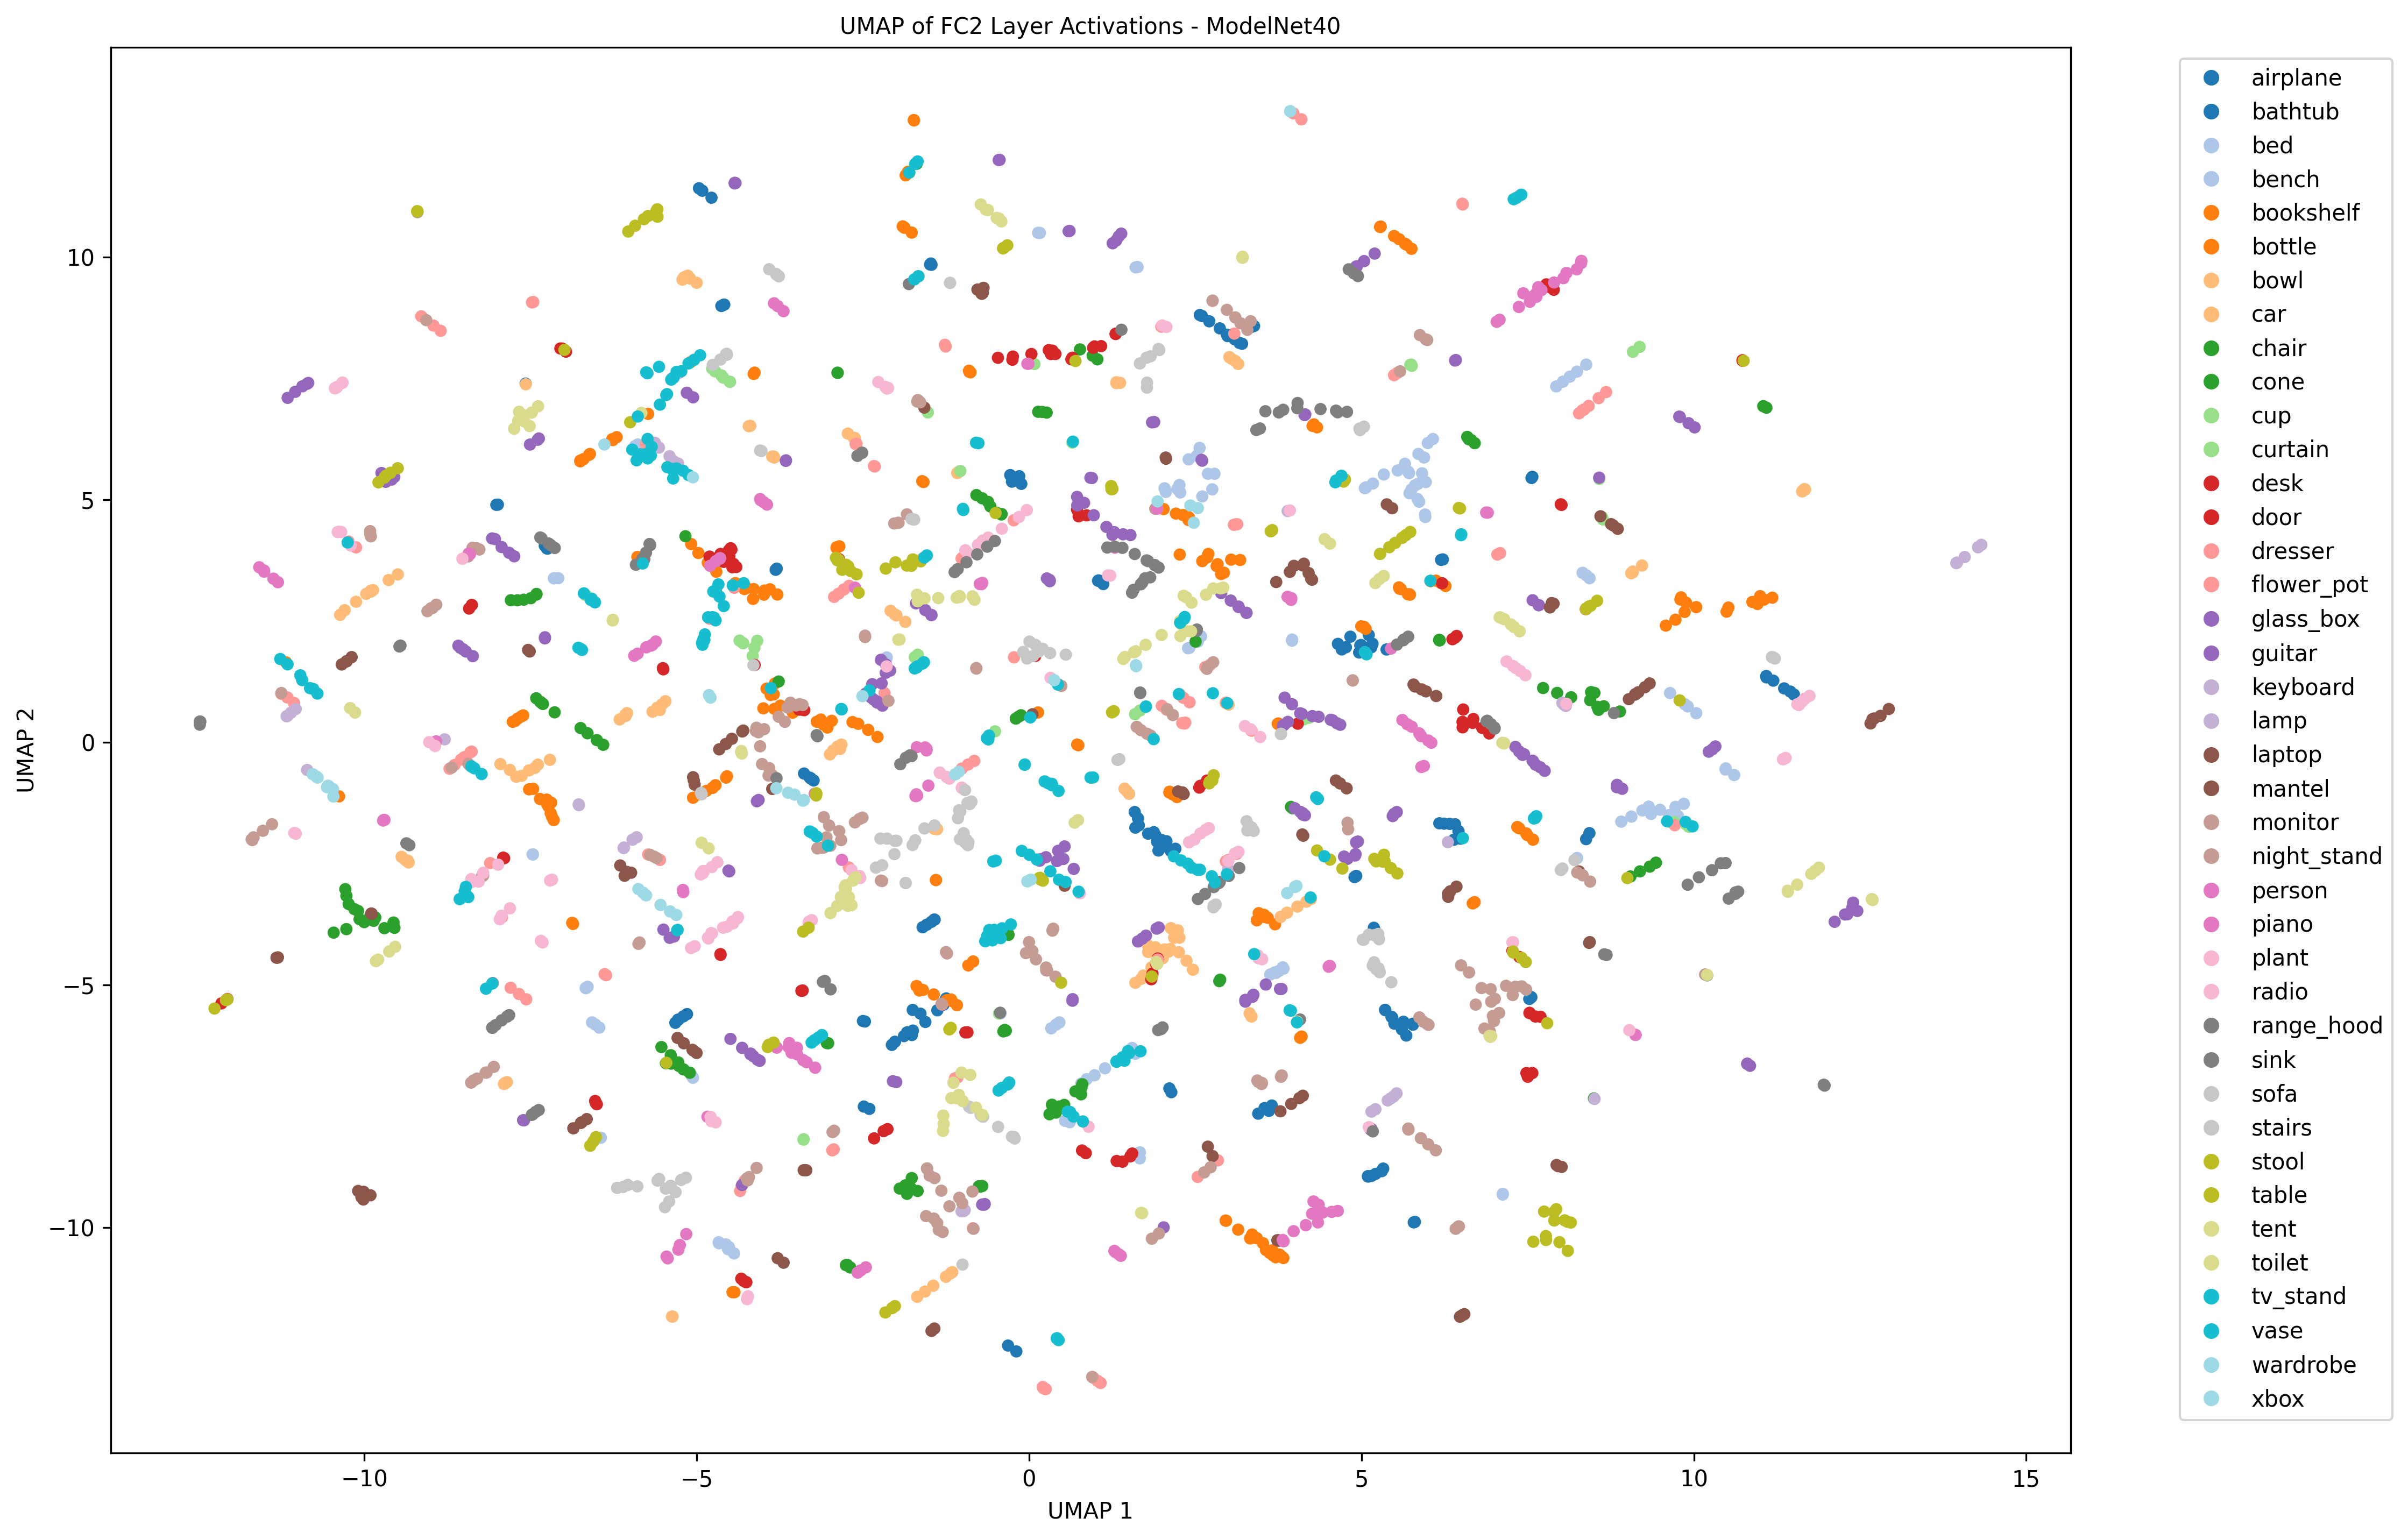 UMAP of FC2 Layer Activations - ModelNet40
UMAP 2
10
5
0
−5
−10
−10
−5
0
5
10
15
UMAP 1
airplane
bathtub
bed
bench
bookshelf
bottle
bowl
car
chair
cone
cup
curtain
desk
door
dresser
flower_pot
glass_box
guitar
keyboard
lamp
laptop
mantel
monitor
night_stand
person
piano
plant
radio
range_hood
sink
sofa
stairs
stool
table
tent
toilet
tv_stand
vase
wardrobe
xbox